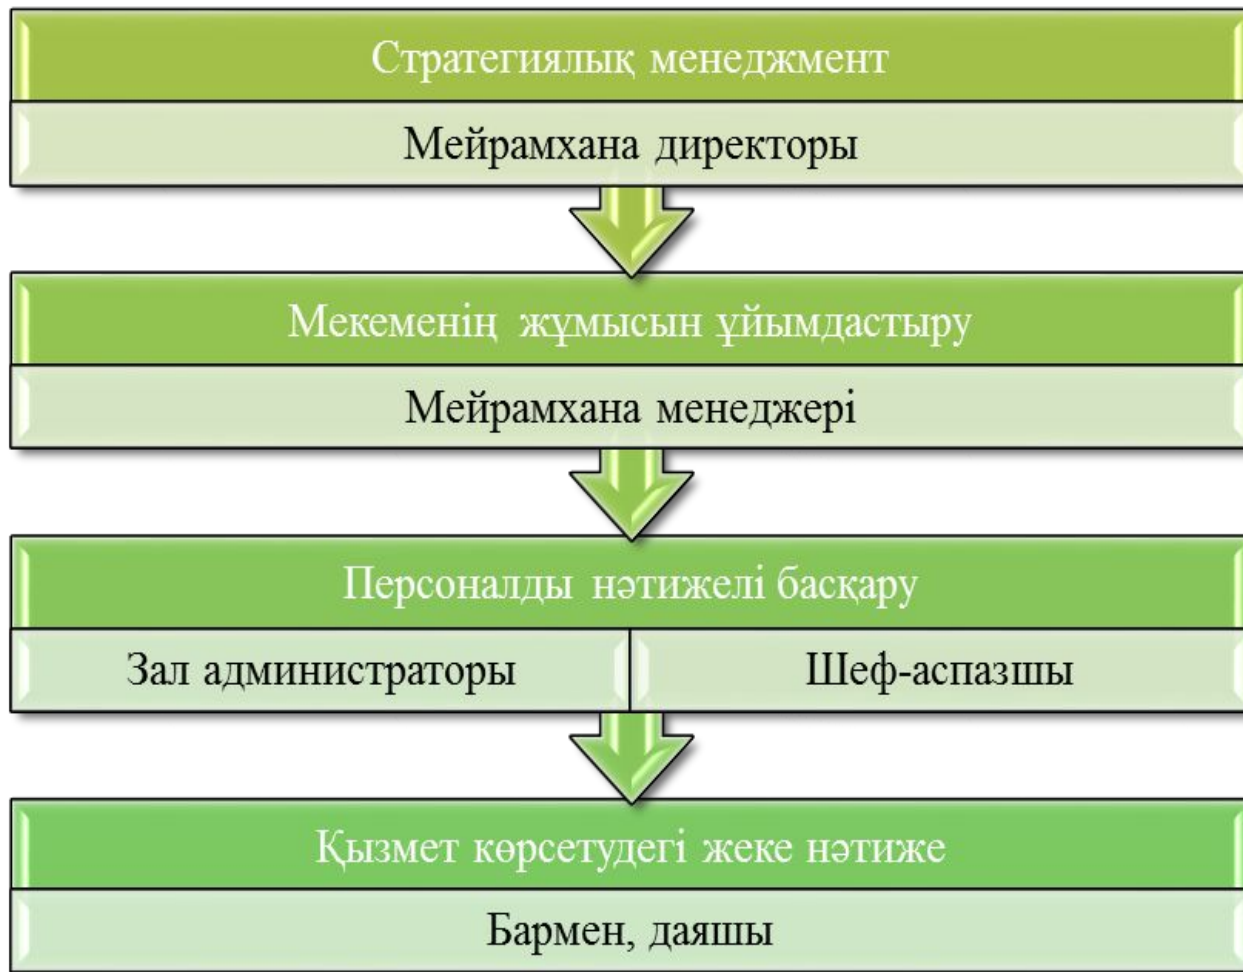 Стратегиялық менеджмент
Мейрамхана директоры
Мекеменің жұмысын ұйымдастыру
Мейрамхана менеджері
Персоналды нәтижелі басқару
Зал администраторы
Шеф-аспазшы
Қызмет көрсетудегі жеке нәтиже
Бармен, даяшы